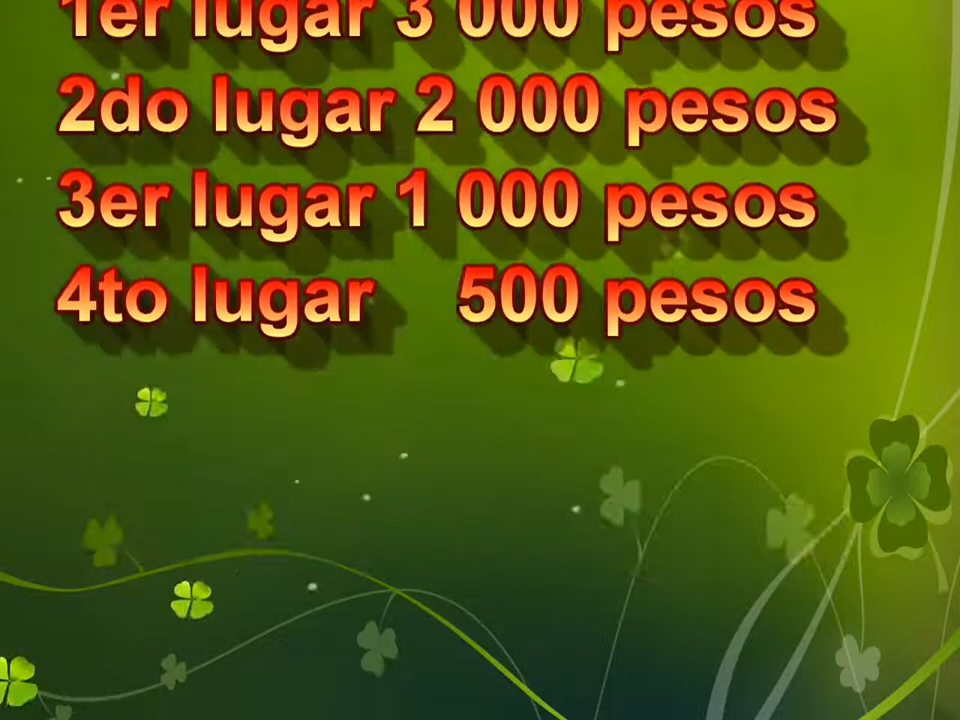 1er lugar 3 000 pesos
2do lugar 2 000 pesos
3er lugar 1 000 pesos
4to lugar 500 pesos